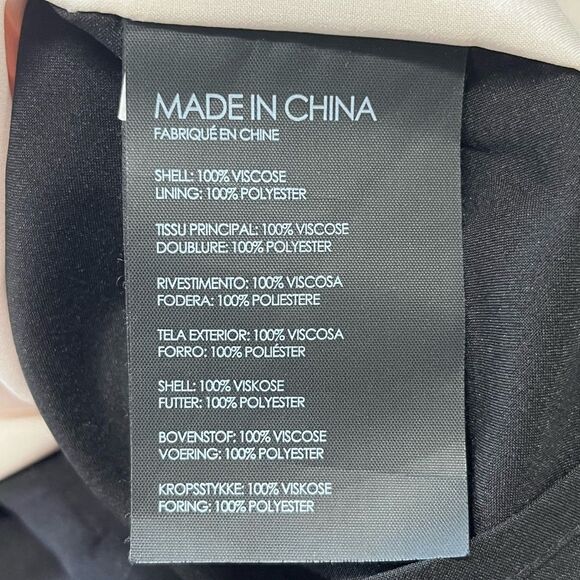 MADE IN CHINA
FABRIQUÉ EN CHINE
SHELL: 100% VISCOSE
LINING: 100% POLYESTER
TISSU PRINCIPAL: 100% VISCOSE
DOUBLURE: 100% POLYESTER
RIVESTIMENTO: 100% VISCOSA
FODERA: 100% POLIESTERE
TELA EXTERIOR: 100% VISCOSA
FORRO: 100% POLIÉSTER
SHELL: 100% VISKOSE
FUTTER: 100% POLYESTER
BOVENSTOF: 100% VISCOSE
VOERING: 100% POLYESTER
KROPSSTYKKE: 100% VISKOSE
FORING: 100% POLYESTER